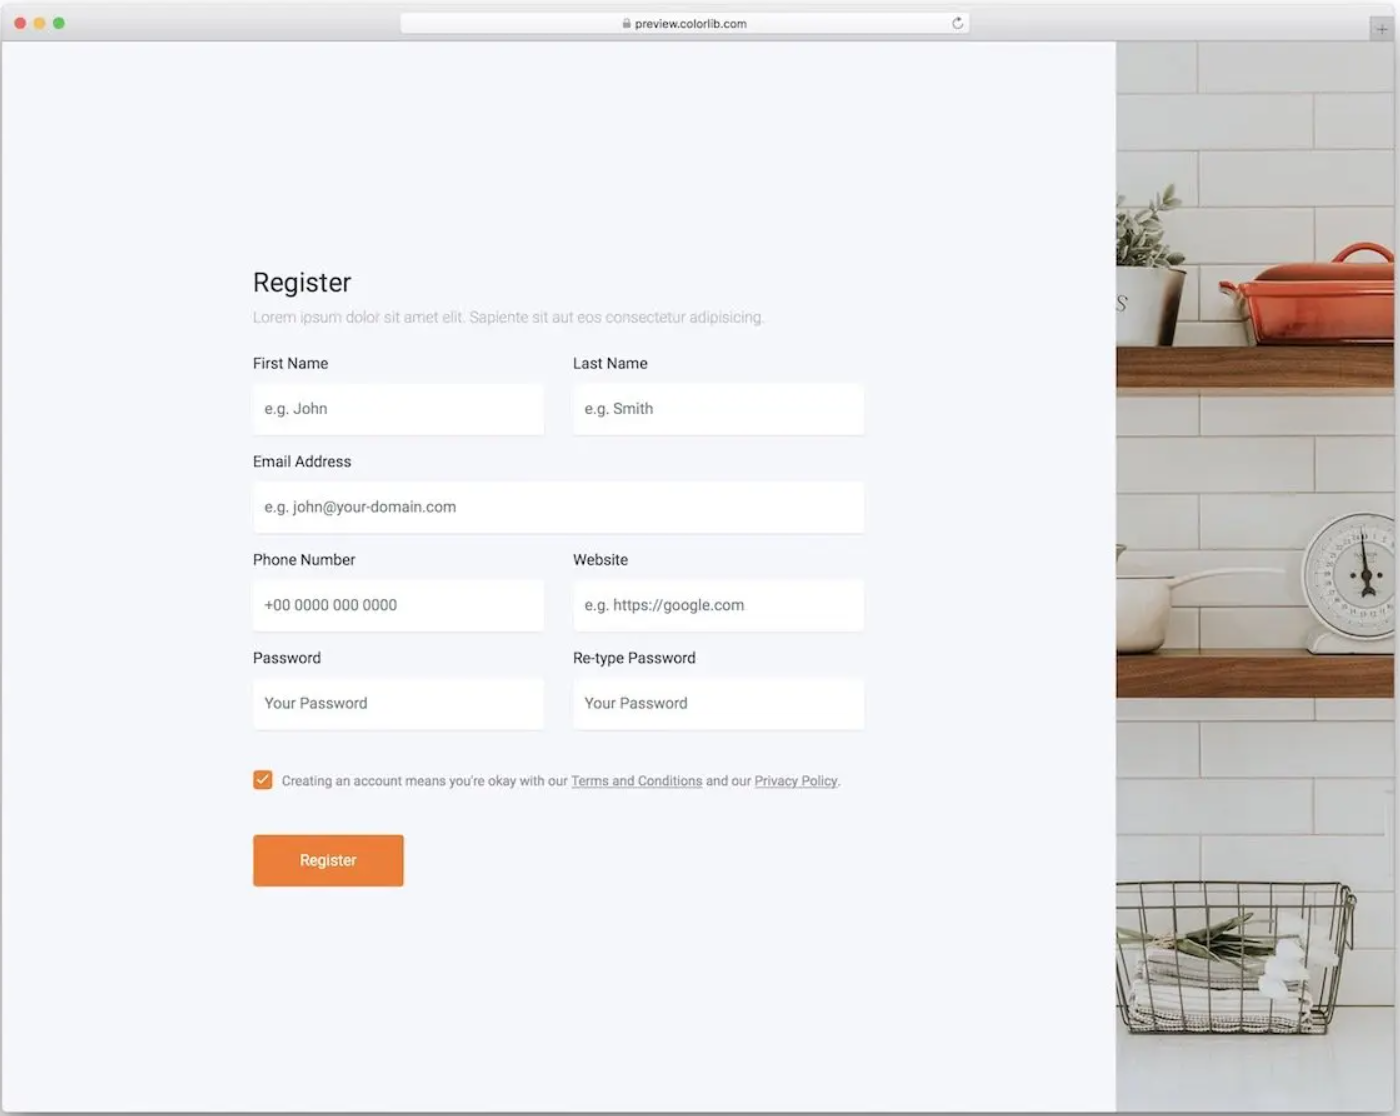 preview.colorlib.com
Register
Lorem ipsum dolor sit amet elit. Sapiente sit aut eos consectetur adipisicing.
First Name
Last Name
e.g. John
e.g. Smith
Email Address
e.g. john@your-domain.com
Phone Number
Website
+00 0000 000 0000
e.g. https://google.com
Password
Re-type Password
Your Password
Your Password
Creating an account means you're okay with our Terms and Conditions and our Privacy Policy.
Register
S